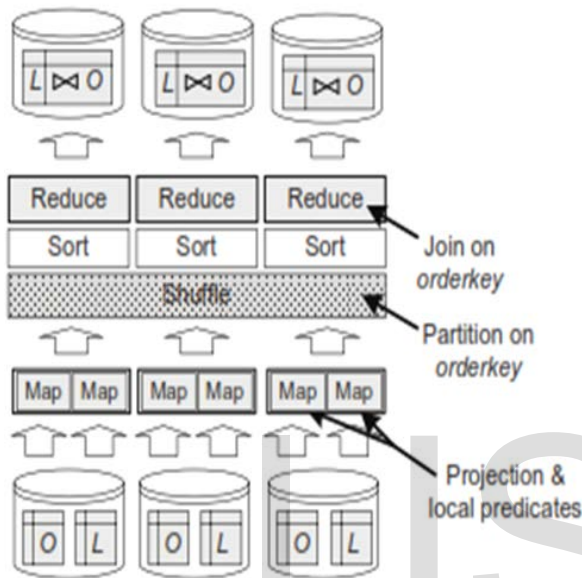 L ⋈ O L ⋈ O L ⋈ O
Reduce Reduce Reduce
Sort Sort Sort
Join on
orderkey
Shuffle
Partition on
orderkey
Map Map Map Map Map Map
Projection &
local predicates
O L O L O L